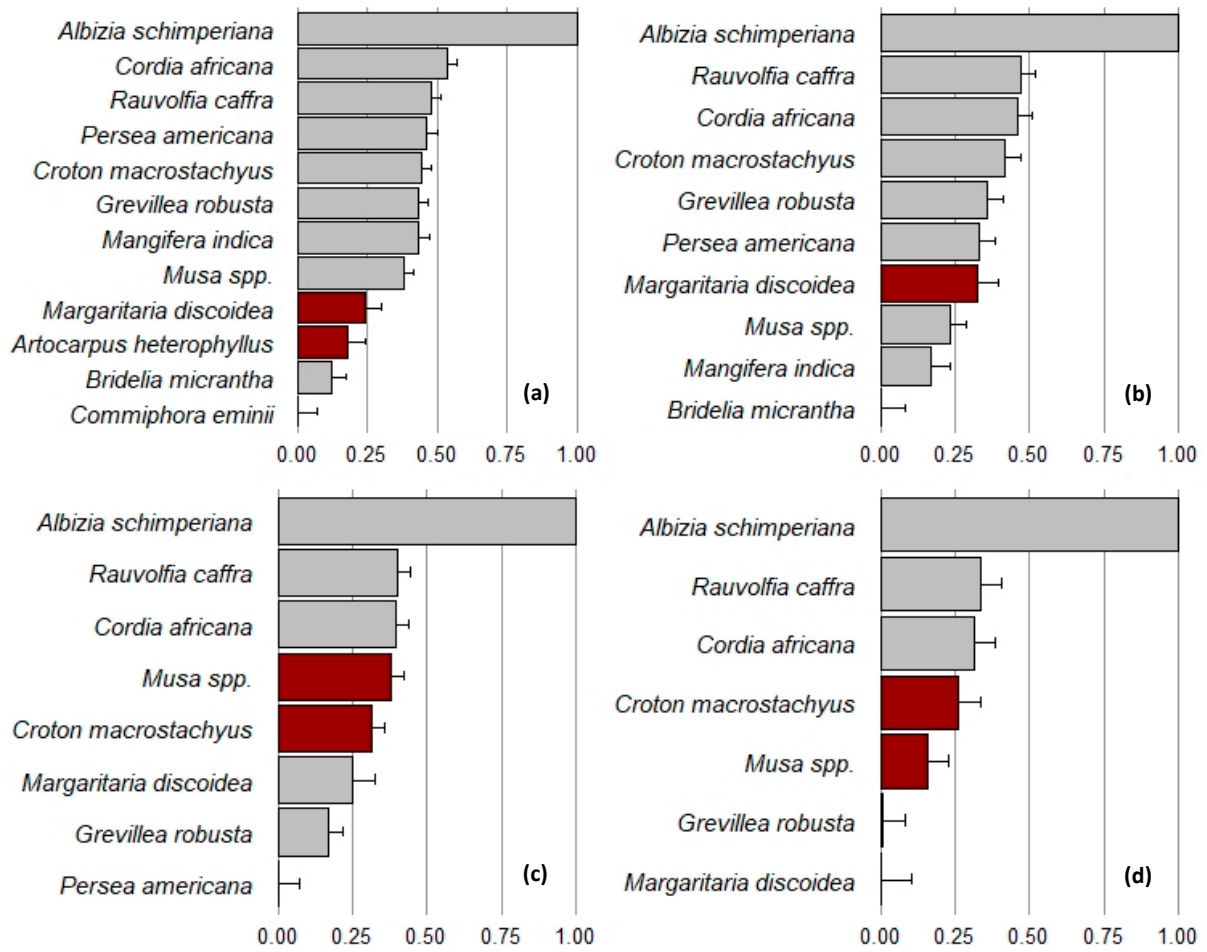 Albizia schimperiana
Cordia africana
Rauvolfia caffra
Persea americana
Croton macrostachyus
Grevillea robusta
Mangifera indica
Musa spp.
Margaritaria discoidea
Artocarpus heterophyllus
Bridelia micrantha
Commiphora eminii
(a)
0.00 0.25 0.50 0.75 1.00
Albizia schimperiana
Rauvolfia caffra
Cordia africana
Croton macrostachyus
Grevillea robusta
Persea americana
Margaritaria discoidea
Musa spp.
Mangifera indica
Bridelia micrantha
(b)
0.00 0.25 0.50 0.75 1.00
Albizia schimperiana
Rauvolfia caffra
Cordia africana
Musa spp.
Croton macrostachyus
Margaritaria discoidea
Grevillea robusta
Persea americana
(c)
0.00 0.25 0.50 0.75 1.00
Albizia schimperiana
Rauvolfia caffra
Cordia africana
Croton macrostachyus
Musa spp.
Grevillea robusta
Margaritaria discoidea
(d)
0.00 0.25 0.50 0.75 1.00